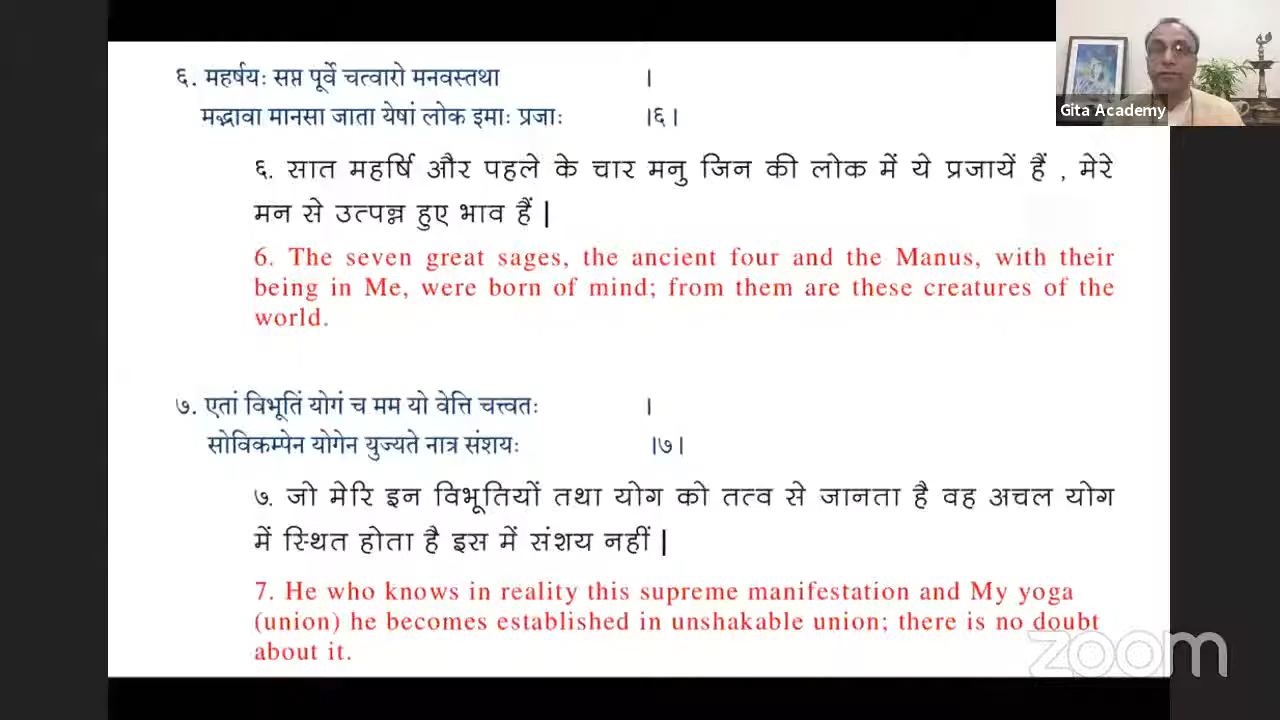 ६. महर्षयः सप्त पूर्वे चत्वारो मनवस्तथा ।
मद्भावा मानसा जाता येषां लोक इमाः प्रजाः ।६।
६. सात महर्षि और पहले के चार मनु जिन की लोक में ये प्रजायें हैं , मेरे
मन से उत्पन्न हुए भाव हैं |
6. The seven great sages, the ancient four and the Manus, with their
being in Me, were born of mind; from them are these creatures of the
world.
७. एतां विभूतिं योगं च मम यो वेत्ति चत्त्वतः ।
सोविकम्पेन योगेन युज्यते नात्र संशयः ।७।
७. जो मेरि इन विभूतियों तथा योग को तत्व से जानता है वह अचल योग
में स्थित होता है इस में संशय नहीं |
7. He who knows in reality this supreme manifestation and My yoga
(union) he becomes established in unshakable union; there is no doubt
about it.
Gita Academy
zoom